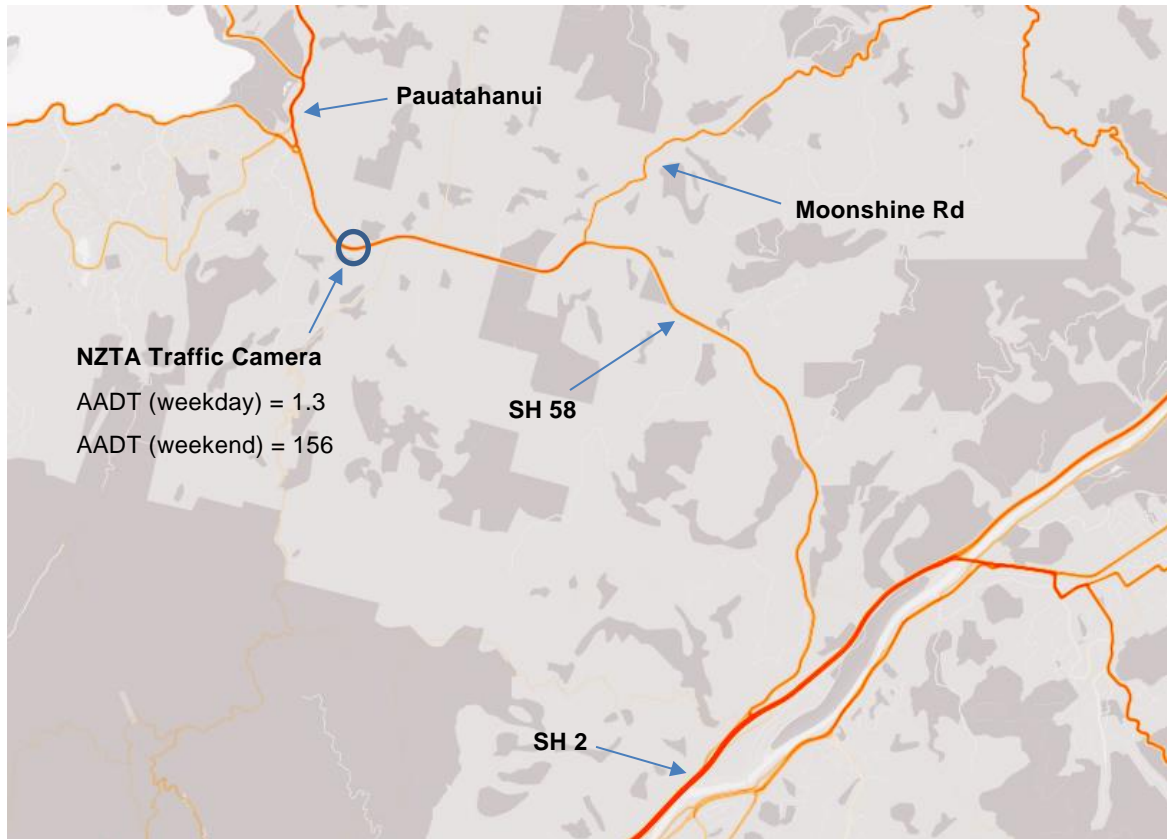 Pauatahanui
Moonshine Rd
NZTA Traffic Camera
AADT (weekday) = 1.3
AADT (weekend) = 156
SH 58
SH 2